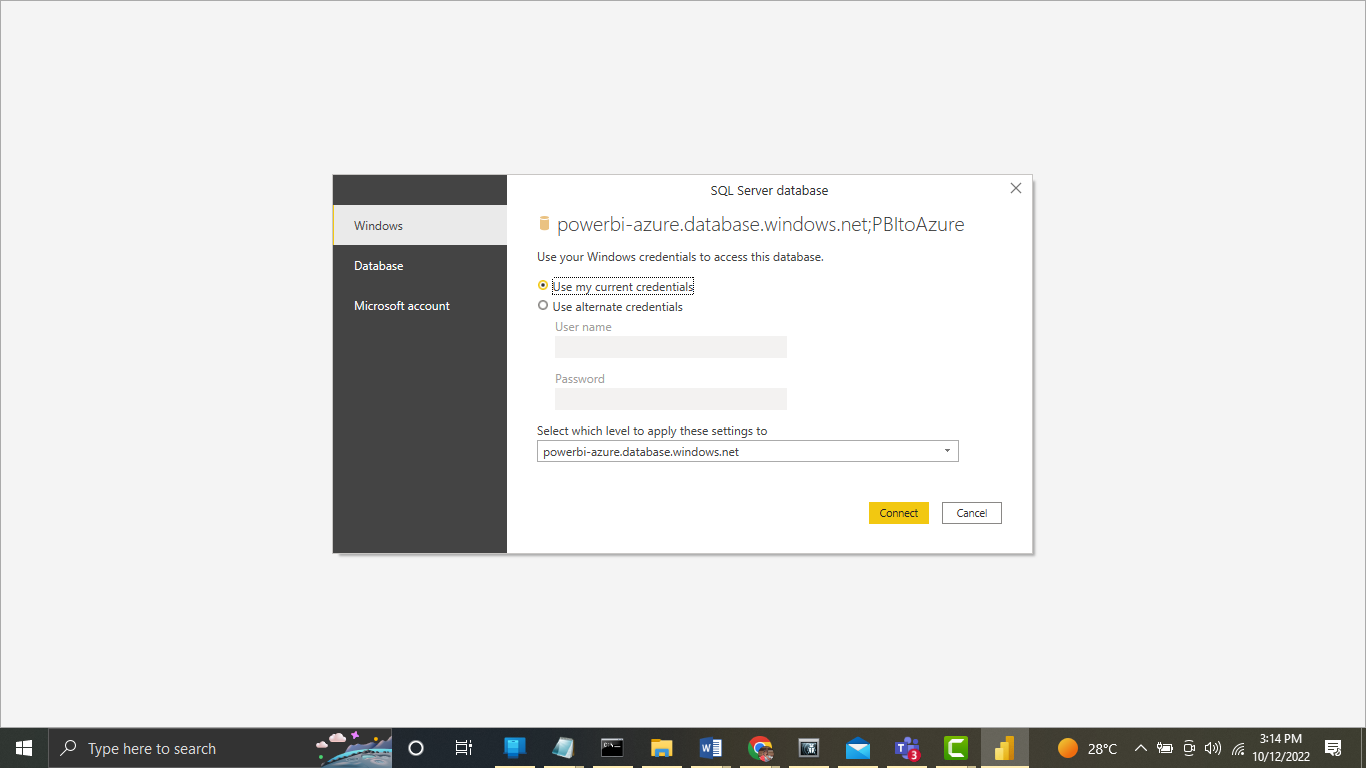 SQL Server database
Windows
Database
Microsoft account
powerbi-azure.database.windows.net;PBItoAzure
Use your Windows credentials to access this database.
Use my current credentials
Use alternate credentials
User name
Password
Select which level to apply these settings to
powerbi-azure.database.windows.net
Connect
Cancel
Type here to search
3
28°C
3:14 PM
10/12/2022